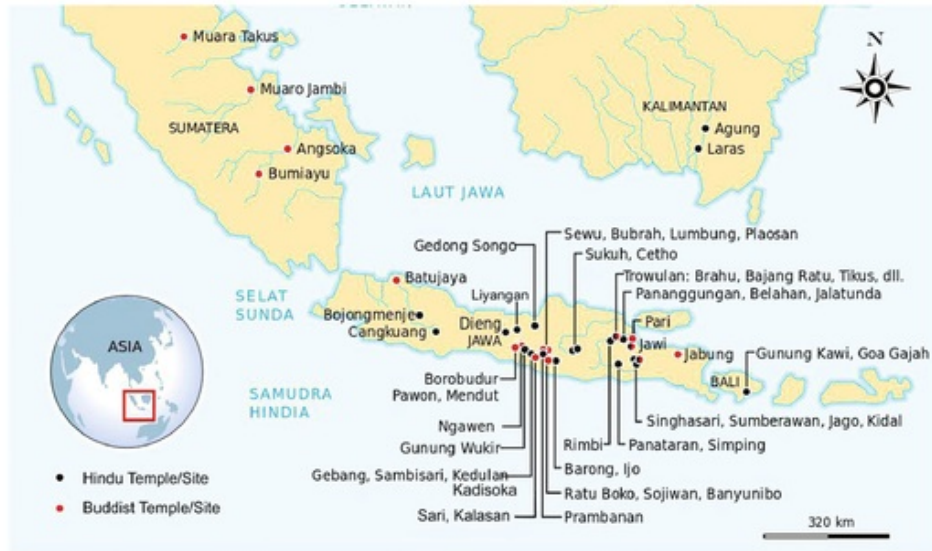 Muara Takus
Muaro Jambi
SUMATERA
Angsoka
Bumiayu
KALIMANTAN
Agung
Laras
N
LAUT JAWA
Gedong Songo
Sewu, Bubrah, Lumbung, Plaosan
Sukuh, Cetho
Batujaya
Trowulan: Brahu, Bajang Ratu, Tikus, dll.
Liyangan
Pananggungan, Belahan, Jalatunda
SELAT
SUNDA
Bojongmenje
Cangkuang
Dieng
JAWA
Pari
Jawi
Jabung
Gunung Kawi, Goa Gajah
BALI
ASIA
SAMUDRA
HINDIA
Borobudur
Pawon, Mendut
Ngawen
Gunung Wukir
Gebang, Sambisari, Kedulan
Kadisoka
Sari, Kalasan
Singhasari, Sumberawan, Jago, Kidal
Rimbi
Panataran, Simping
Barong, Ijo
Ratu Boko, Sojiwan, Banyunibo
Prambanan
Hindu Temple/Site
Buddist Temple/Site
320 km